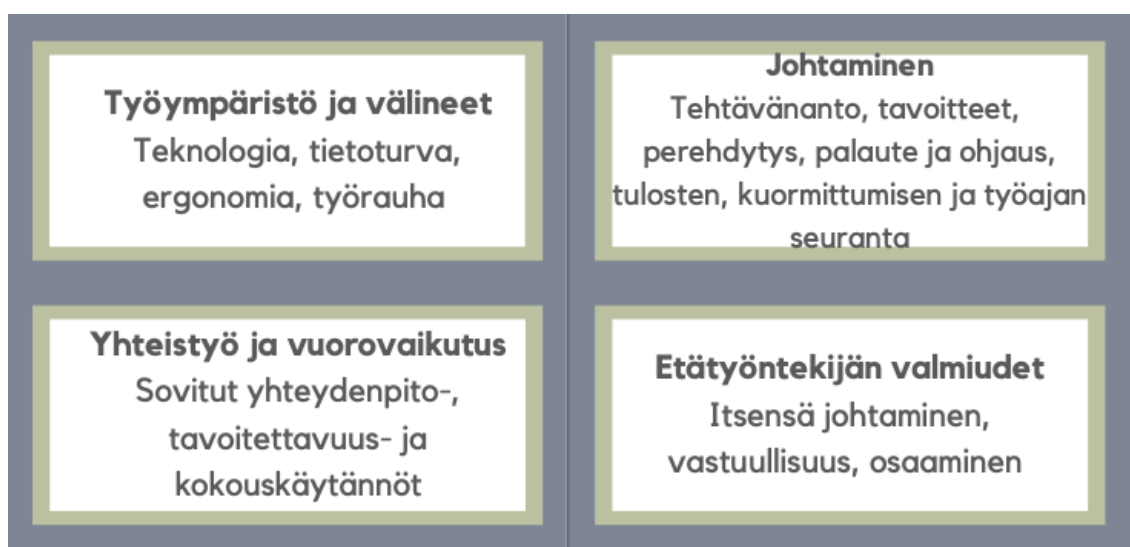 Työympäristö ja välineet
Teknologia, tietoturva,
ergonomia, työrauha
Johtaminen
Tehtävänanto, tavoitteet,
perehdytys, palaute ja ohjaus,
tulosten, kuormittumisen ja työajan
seuranta
Yhteistyö ja vuorovaikutus
Sovitut yhteydenpito-,
tavoitettavuus- ja
kokouskäytännöt
Etätyöntekijän valmiudet
Itsensä johtaminen,
vastuullisuus, osaaminen